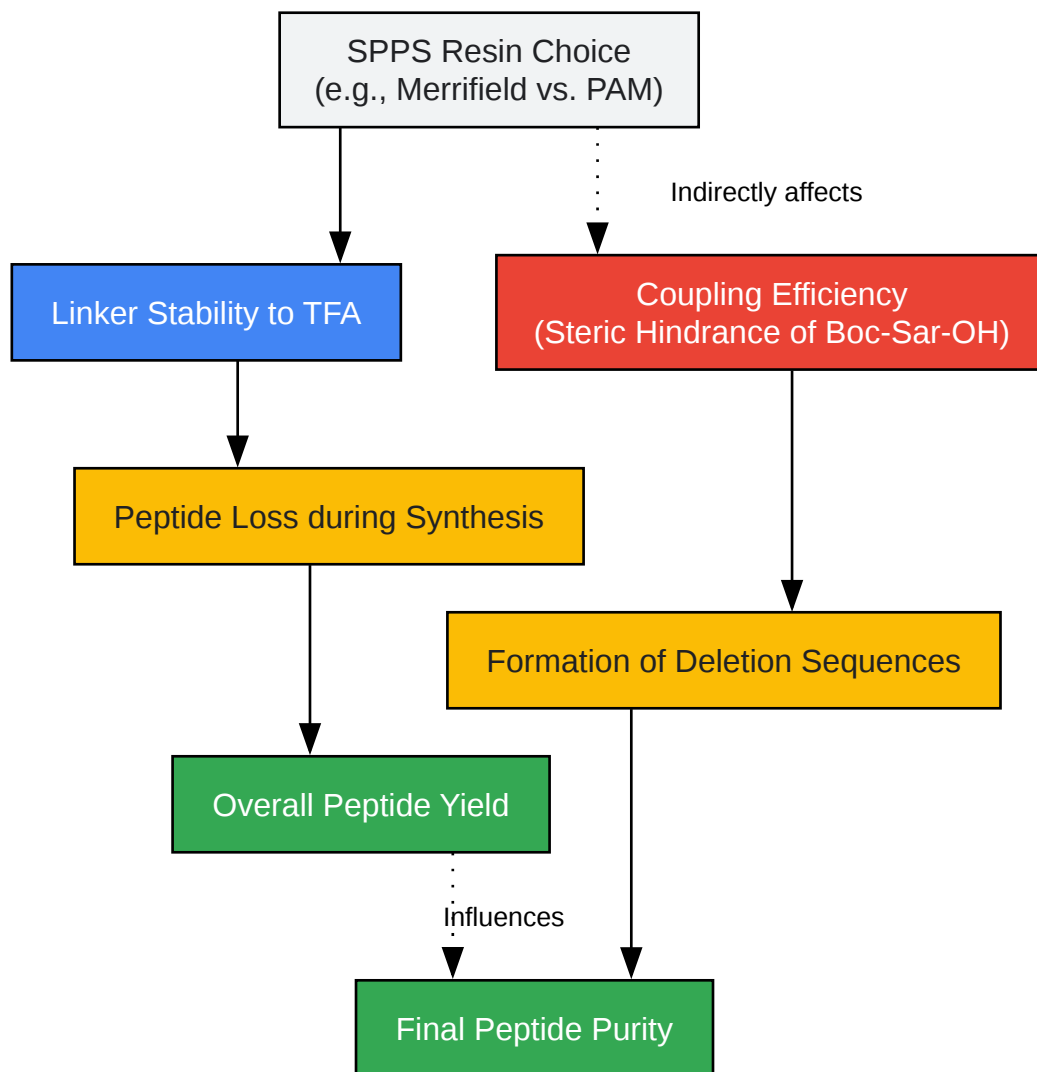 SPPS Resin Choice
(e.g., Merrifield vs. PAM)
Indirectly affects
Linker Stability to TFA
Coupling Efficiency
(Steric Hindrance of Boc-Sar-OH)
Peptide Loss during Synthesis
Formation of Deletion Sequences
Overall Peptide Yield
Influences
Final Peptide Purity